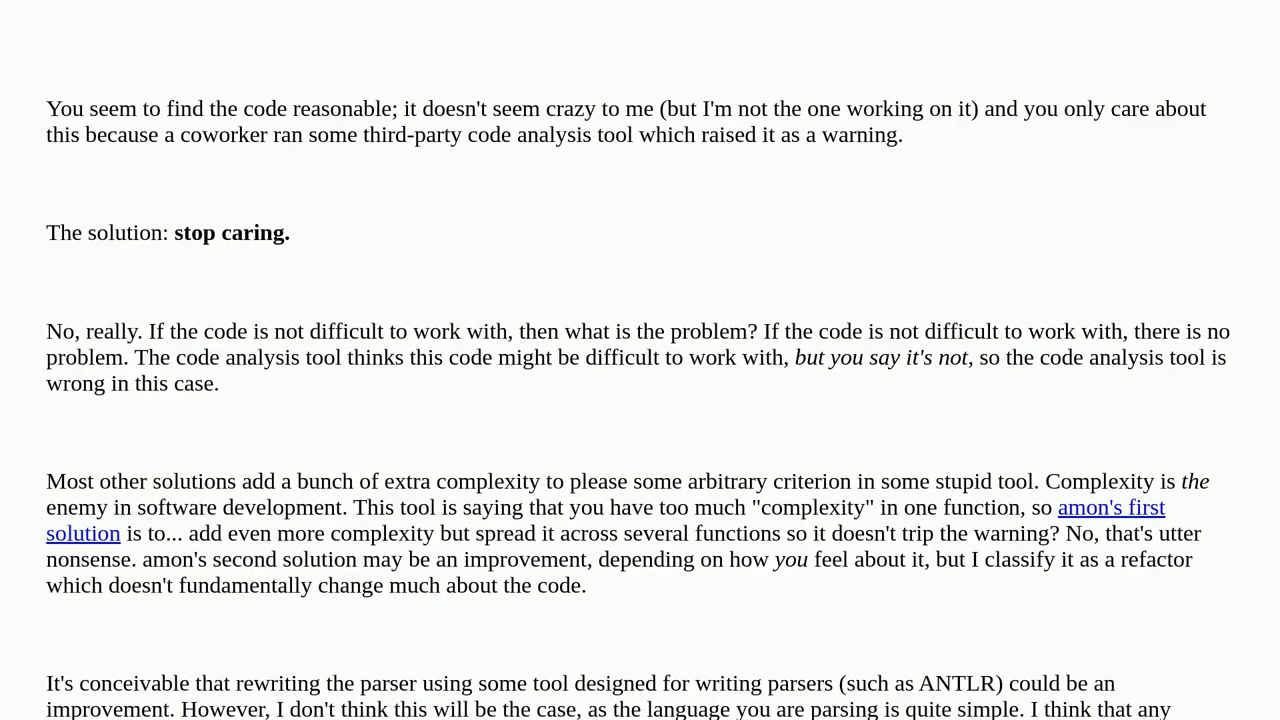 You seem to find the code reasonable; it doesn't seem crazy to me (but I'm not the one working on it) and you only care about
this because a coworker ran some third-party code analysis tool which raised it as a warning.
The solution: stop caring.
No, really. If the code is not difficult to work with, then what is the problem? If the code is not difficult to work with, there is no
problem. The code analysis tool thinks this code might be difficult to work with, but you say it's not, so the code analysis tool is
wrong in this case.
Most other solutions add a bunch of extra complexity to please some arbitrary criterion in some stupid tool. Complexity is the
enemy in software development. This tool is saying that you have too much "complexity" in one function, so amon's first
solution is to... add even more complexity but spread it across several functions so it doesn't trip the warning? No, that's utter
nonsense. amon's second solution may be an improvement, depending on how you feel about it, but I classify it as a refactor
which doesn't fundamentally change much about the code.
It's conceivable that rewriting the parser using some tool designed for writing parsers (such as ANTLR) could be an
improvement. However, I don't think this will be the case, as the language you are parsing is quite simple. I think that any